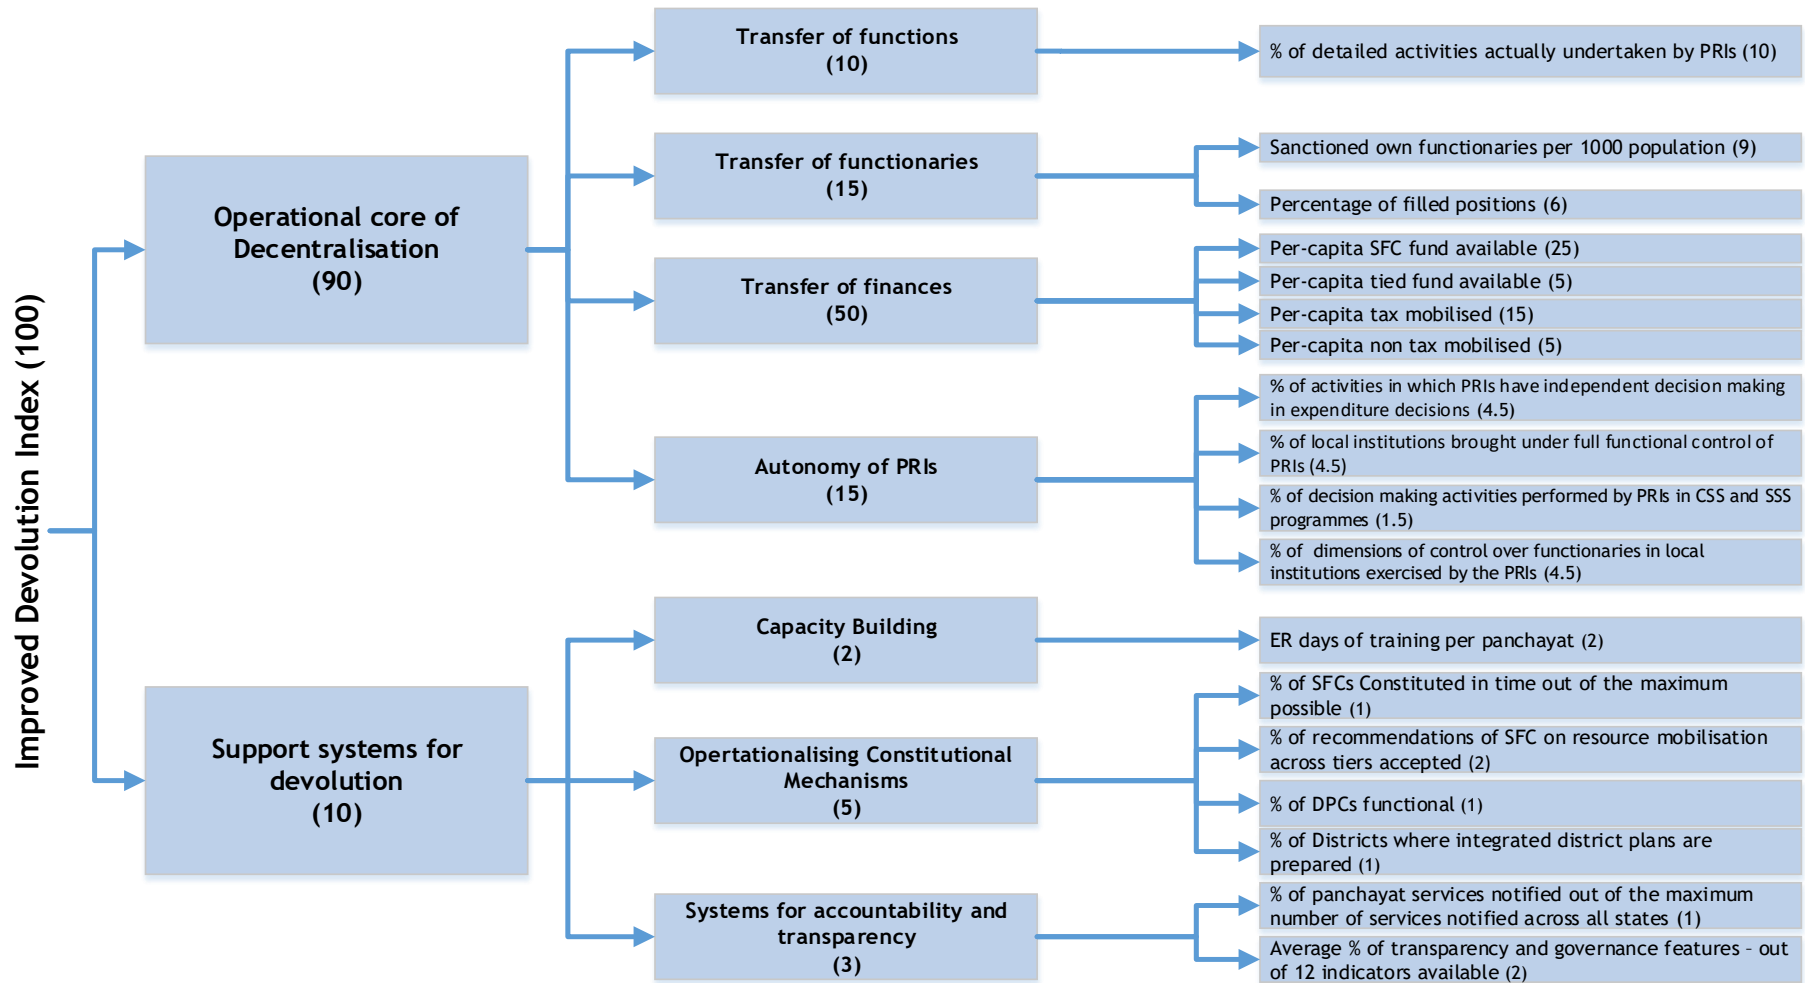 Improved Devolution Index (100)
Operational core of
Decentralisation
(90)
Support systems for
devolution
(10)
Transfer of functions
(10)
Transfer of functionaries
(15)
Transfer of finances
(50)
Autonomy of PRIs
(15)
Capacity Building
(2)
Opertationalising Constitutional
Mechanisms
(5)
Systems for accountability and
transparency
(3)
% of detailed activities actually undertaken by PRIs (10)
Sanctioned own functionaries per 1000 population (9)
Percentage of filled positions (6)
Per-capita SFC fund available (25)
Per-capita tied fund available (5)
Per-capita tax mobilised (15)
Per-capita non tax mobilised (5)
% of activities in which PRIs have independent decision making
in expenditure decisions (4.5)
% of local institutions brought under full functional control of
PRIs (4.5)
% of decision making activities performed by PRIs in CSS and SSS
programmes (1.5)
% of dimensions of control over functionaries in local
institutions exercised by the PRIs (4.5)
ER days of training per panchayat (2)
% of SFCs Constituted in time out of the maximum
possible (1)
% of recommendations of SFC on resource mobilisation
across tiers accepted (2)
% of DPCs functional (1)
% of Districts where integrated district plans are
prepared (1)
% of panchayat services notified out of the maximum
number of services notified across all states (1)
Average % of transparency and governance features – out
of 12 indicators available (2)